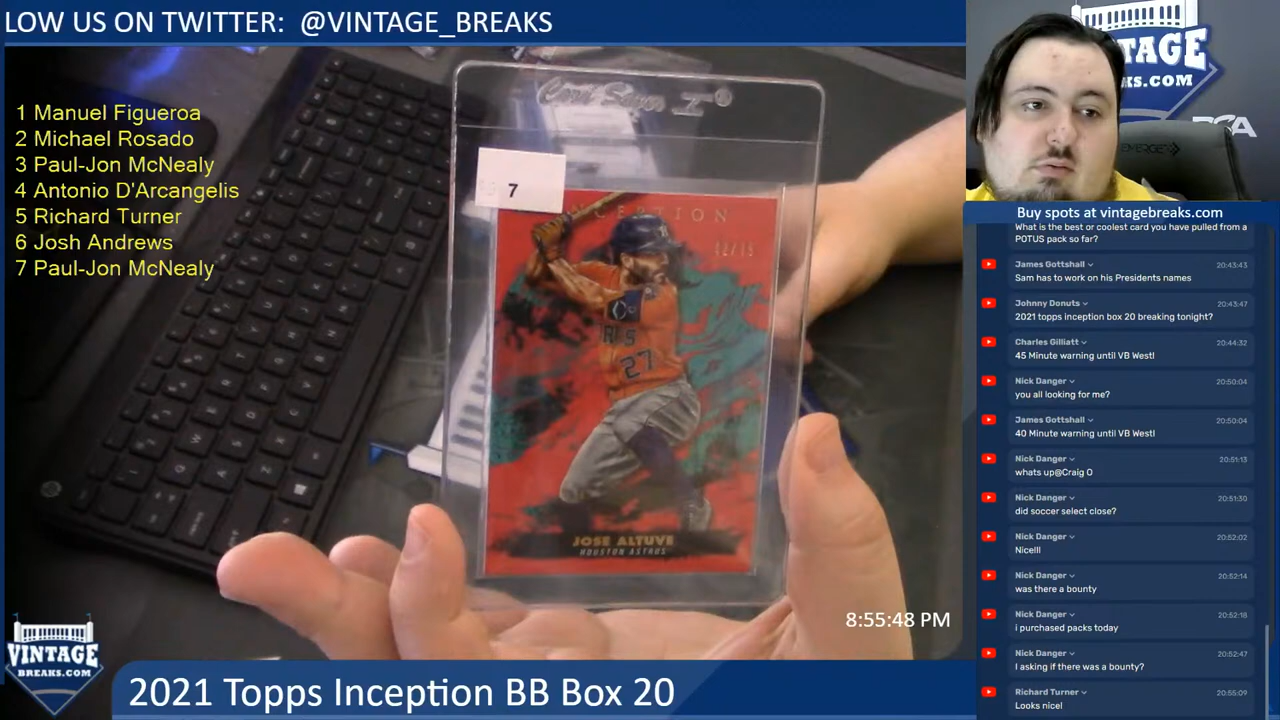 LOW US ON TWITTER: @VINTAGE_BREAKS
1 Manuel Figueroa
2 Michael Rosado
3 Paul-Jon McNealy
4 Antonio D'Arcangelis
5 Richard Turner
6 Josh Andrews
7 Paul-Jon McNealy
Card Saver I
7
INCEPTION
27
JOSE ALTUVE
HOUSTON ASTROS
8:55:48 PM
VINTAGE
BREAKS.COM
2021 Topps Inception BB Box 20
TAGE
KS.COM
EMERGE
Buy spots at vintagebreaks.com
What is the best or coolest card you have pulled from a
POTUS pack so far?
James Gottshall 20:43:43
Sam has to work on his Presidents names
Johnny Donuts 20:43:47
2021 topps inception box 20 breaking tonight?
Charles Gilliatt 20:44:32
45 Minute warning until VB West!
Nick Danger 20:50:04
you all looking for me?
James Gottshall 20:50:04
40 Minute warning until VB West!
Nick Danger 20:51:13
whats up@Craig O
Nick Danger 20:51:30
did soccer select close?
Nick Danger 20:52:02
Nice!!!
Nick Danger 20:52:14
was there a bounty
Nick Danger 20:52:18
i purchased packs today
Nick Danger 20:52:47
I asking if there was a bounty?
Richard Turner 20:55:09
Looks nice!